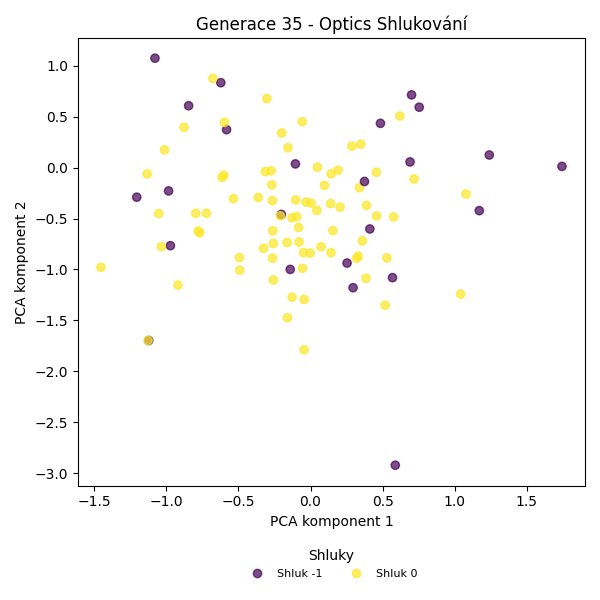 Generace 35 - Optics Shlukování
PCA komponent 2
1.0
0.5
0.0
−0.5
−1.0
−1.5
−2.0
−2.5
−3.0
−1.5 −1.0 −0.5 0.0 0.5 1.0 1.5
PCA komponent 1
Shluky
Shluk -1 Shluk 0